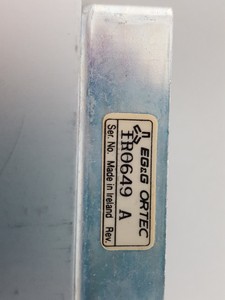 EG&G ORTEC
IR0649 A
Ser. No. Made in Ireland Rev.